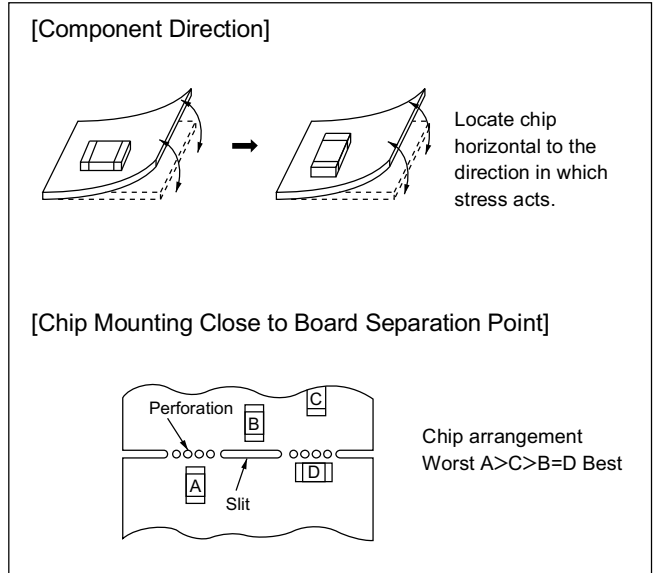 [Component Direction]
Locate chip
horizontal to the
direction in which
stress acts.
[Chip Mounting Close to Board Separation Point]
Perforation
C
B
A
D
Slit
Chip arrangement
Worst A>C>B=D Best